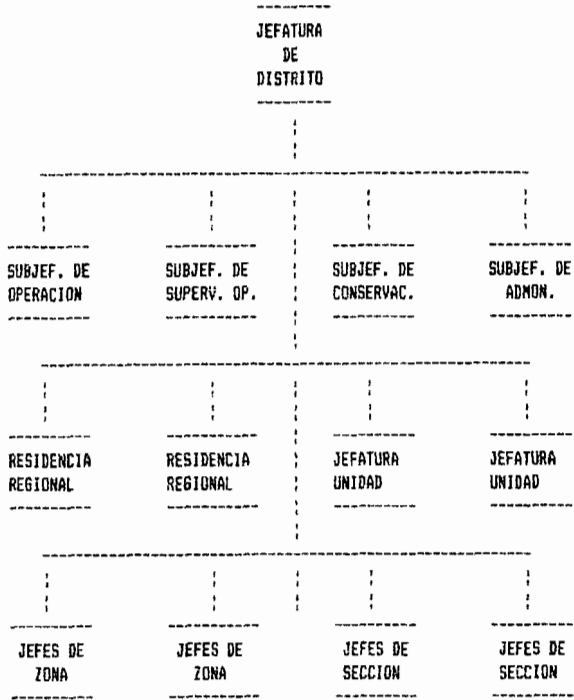 JEFATURA
DE
DISTRITO
SUBJEF. DE
OPERACION
SUBJEF. DE
SUPERV. OP.
SUBJEF. DE
CONSERVAC.
SUBJEF. DE
ADMON.
RESIDENCIA
REGIONAL
RESIDENCIA
REGIONAL
JEFATURA
UNIDAD
JEFATURA
UNIDAD
JEFES DE
ZONA
JEFES DE
ZONA
JEFES DE
SECCION
JEFES DE
SECCION